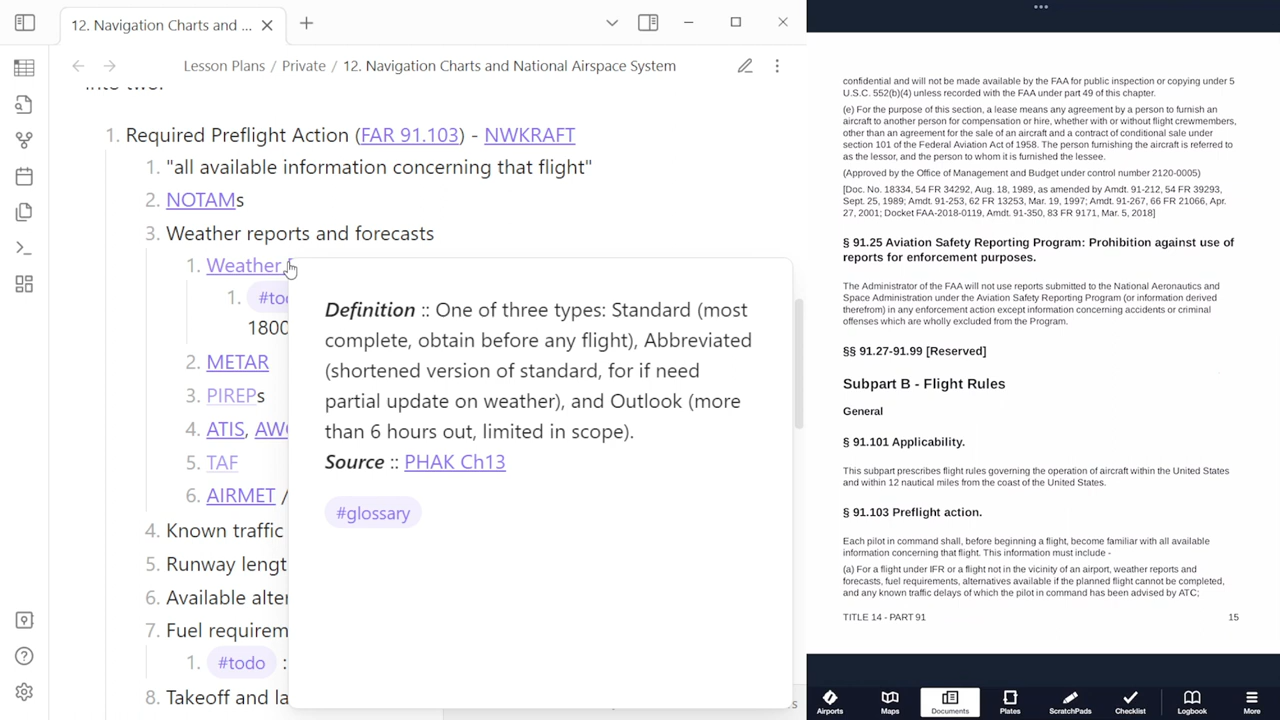 12. Navigation Charts and ...
Lesson Plans / Private / 12. Navigation Charts and National Airspace System
1. Required Preflight Action (FAR 91.103) - NWKRAFT
1. "all available information concerning that flight"
2. NOTAMs
3. Weather reports and forecasts
1. Weather
1. #to
1800
2. METAR
3. PIREPs
4. ATIS, AW
5. TAF
6. AIRMET /
4. Known traffic
5. Runway lengt
6. Available alter
7. Fuel requirem
1. #todo :
8. Takeoff and la
Definition :: One of three types: Standard (most
complete, obtain before any flight), Abbreviated
(shortened version of standard, for if need
partial update on weather), and Outlook (more
than 6 hours out, limited in scope).
Source :: PHAK Ch13
#glossary
confidential and will not be made available by the FAA for public inspection or copying under 5
U.S.C. 552(b)(4) unless recorded with the FAA under part 49 of this chapter.
(e) For the purpose of this section, a lease means any agreement by a person to furnish an
aircraft to another person for compensation or hire, whether with or without flight crewmembers,
other than an agreement for the sale of an aircraft and a contract of conditional sale under
section 101 of the Federal Aviation Act of 1958. The person furnishing the aircraft is referred to
as the lessor, and the person to whom it is furnished the lessee.
(Approved by the Office of Management and Budget under control number 2120-0005)
[Doc. No. 18334, 54 FR 34292, Aug. 18, 1989, as amended by Amdt. 91-212, 54 FR 39293,
Sept. 25, 1989; Amdt. 91-253, 62 FR 13253, Mar. 19, 1997; Amdt. 91-267, 66 FR 21066, Apr.
27, 2001; Docket FAA-2018-0119, Amdt. 91-350, 83 FR 9171, Mar. 5, 2018]
§ 91.25 Aviation Safety Reporting Program: Prohibition against use of
reports for enforcement purposes.
The Administrator of the FAA will not use reports submitted to the National Aeronautics and
Space Administration under the Aviation Safety Reporting Program (or information derived
therefrom) in any enforcement action except information concerning accidents or criminal
offenses which are wholly excluded from the Program.
§§ 91.27-91.99 [Reserved]
Subpart B - Flight Rules
General
§ 91.101 Applicability.
This subpart prescribes flight rules governing the operation of aircraft within the United States
and within 12 nautical miles from the coast of the United States.
§ 91.103 Preflight action.
Each pilot in command shall, before beginning a flight, become familiar with all available
information concerning that flight. This information must include -
(a) For a flight under IFR or a flight not in the vicinity of an airport, weather reports and
forecasts, fuel requirements, alternatives available if the planned flight cannot be completed,
and any known traffic delays of which the pilot in command has been advised by ATC;
TITLE 14 - PART 91 15
Airports Maps Documents Plates ScratchPads Checklist Logbook More